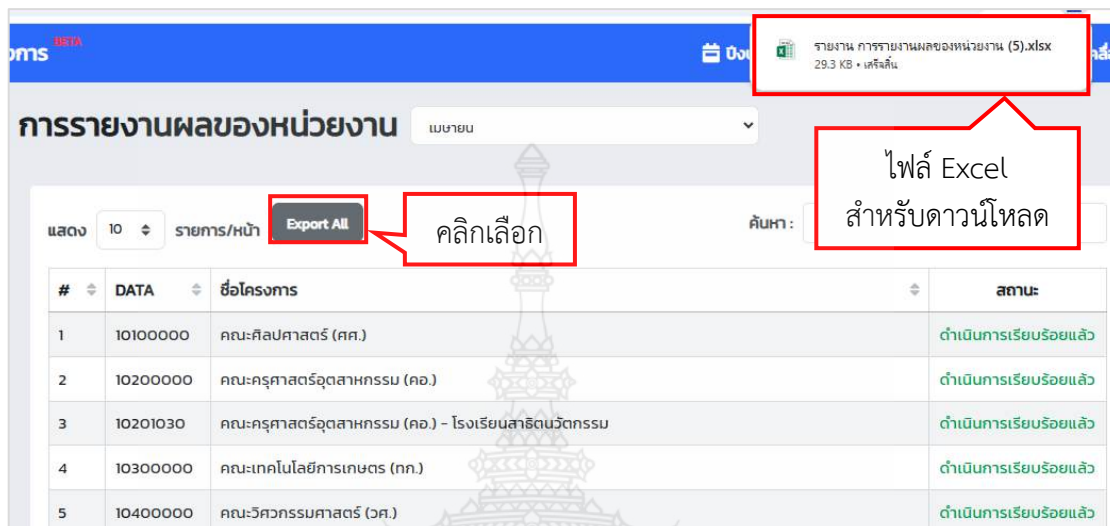 BETA
รายงาน การรายงานผลของหน่วยงาน (5).xlsx
29.3 KB • เสร็จสิ้น
การรายงานผลของหน่วยงาน เมษายน
ไฟล์ Excel
สำหรับดาวน์โหลด
แสดง 10 รายการ/หน้า Export All คลิกเลือก ค้นหา :
# DATA ชื่อโครงการ สถานะ
1 10100000 คณะศิลปศาสตร์ (ศศ.) ดำเนินการเรียบร้อยแล้ว
2 10200000 คณะครุศาสตร์อุตสาหกรรม (คอ.) ดำเนินการเรียบร้อยแล้ว
3 10201030 คณะครุศาสตร์อุตสาหกรรม (คอ.) - โรงเรียนสาธิตนวัตกรรม ดำเนินการเรียบร้อยแล้ว
4 10300000 คณะเทคโนโลยีการเกษตร (ทก.) ดำเนินการเรียบร้อยแล้ว
5 10400000 คณะวิศวกรรมศาสตร์ (วศ.) ดำเนินการเรียบร้อยแล้ว